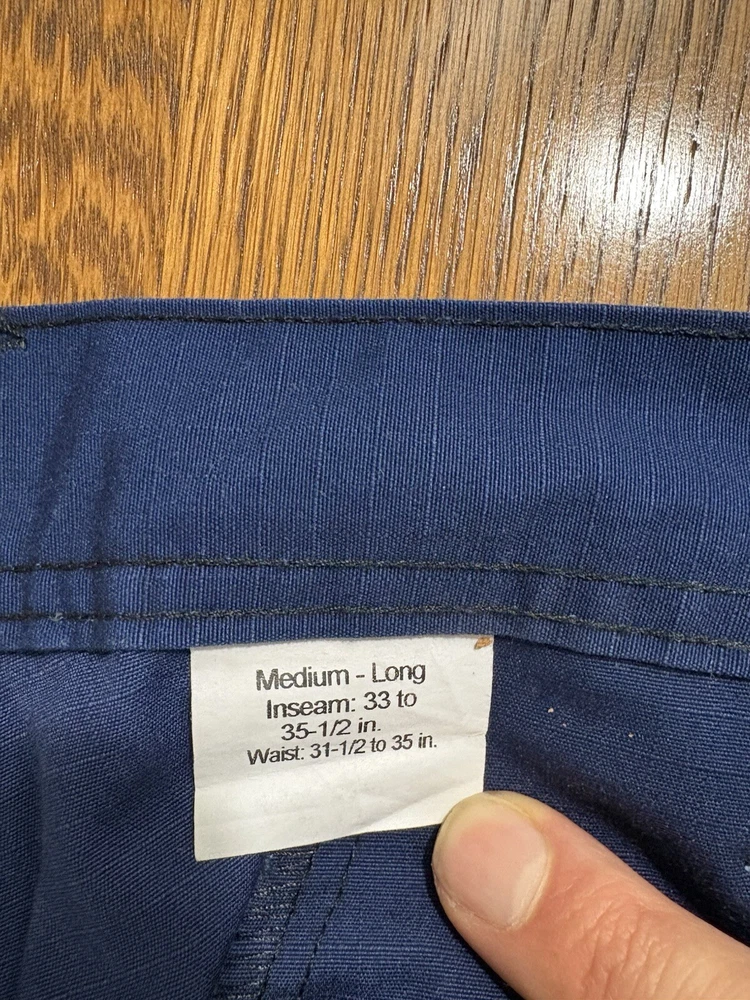 Medium - Long
Inseam: 33 to
35-1/2 in.
Waist: 31-1/2 to 35 in.